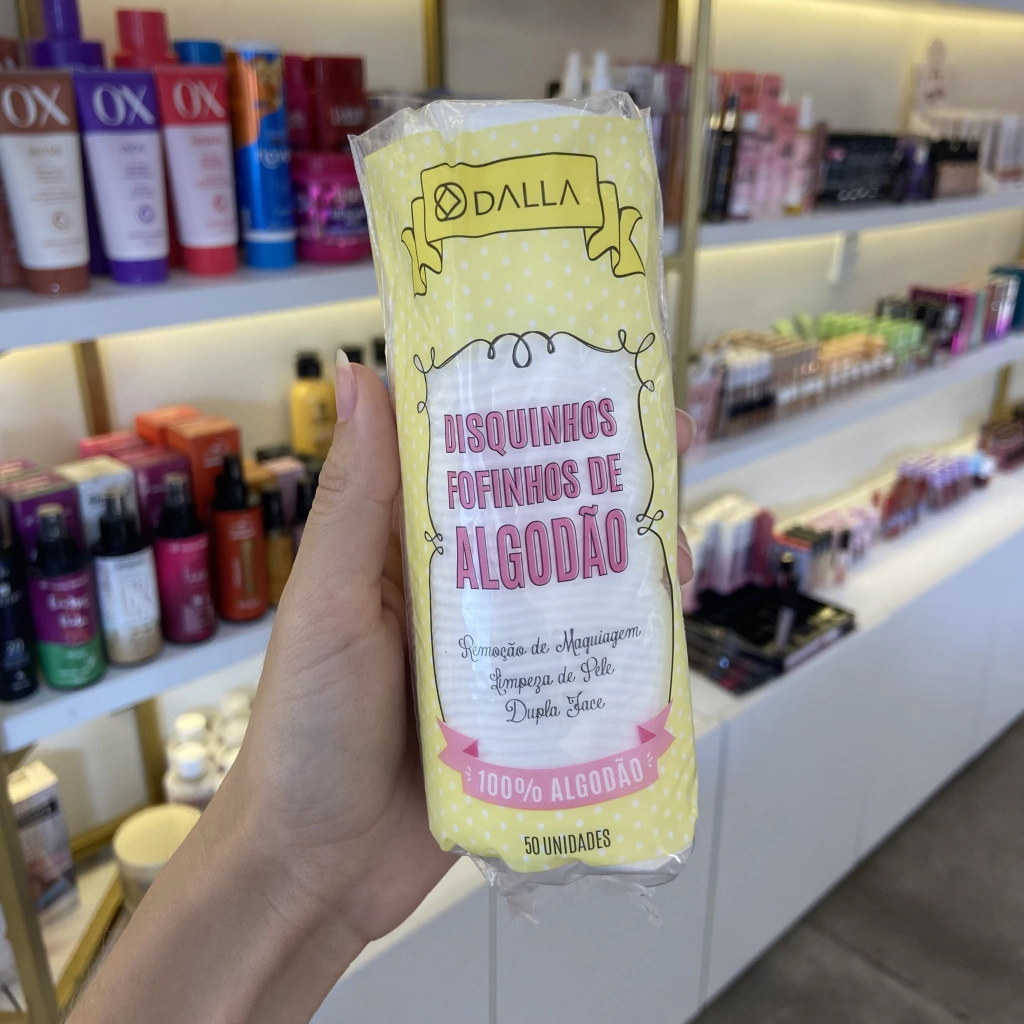 OX
OX
OX
DALLA
DISQUINHOS
FOFINHOS DE
ALGODÃO
Remoção de Maquiagem
Limpeza de Pele
Dupla Face
100% ALGODÃO
50 UNIDADES